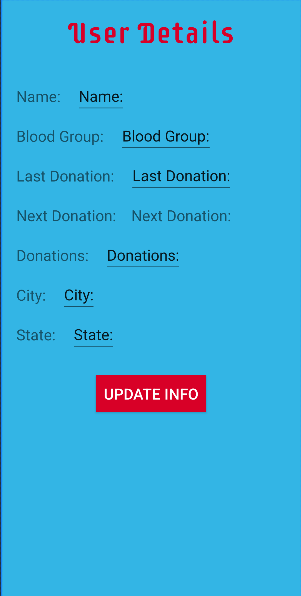 User Details
Name: Name:
Blood Group: Blood Group:
Last Donation: Last Donation:
Next Donation: Next Donation:
Donations: Donations:
City: City:
State: State:
UPDATE INFO